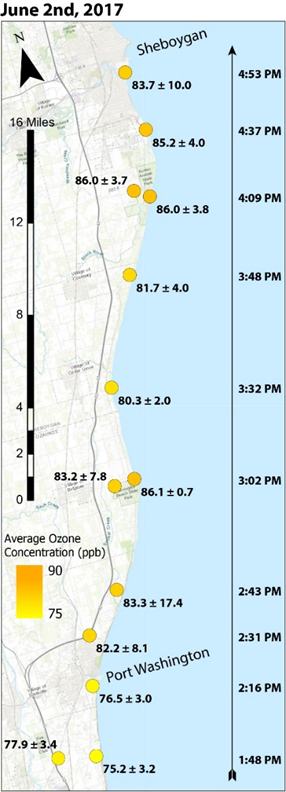 June 2nd, 2017
N
Sheboygan
4:53 PM
83.7 ± 10.0
16 Miles
4:37 PM
85.2 ± 4.0
86.0 ± 3.7
4:09 PM
86.0 ± 3.8
12
3:48 PM
81.7 ± 4.0
8
3:32 PM
80.3 ± 2.0
4
2
83.2 ± 7.8
3:02 PM
86.1 ± 0.7
0
Average Ozone
Concentration (ppb)
90
75
2:43 PM
83.3 ± 17.4
2:31 PM
82.2 ± 8.1
Port Washington
2:16 PM
76.5 ± 3.0
77.9 ± 3.4
1:48 PM
75.2 ± 3.2